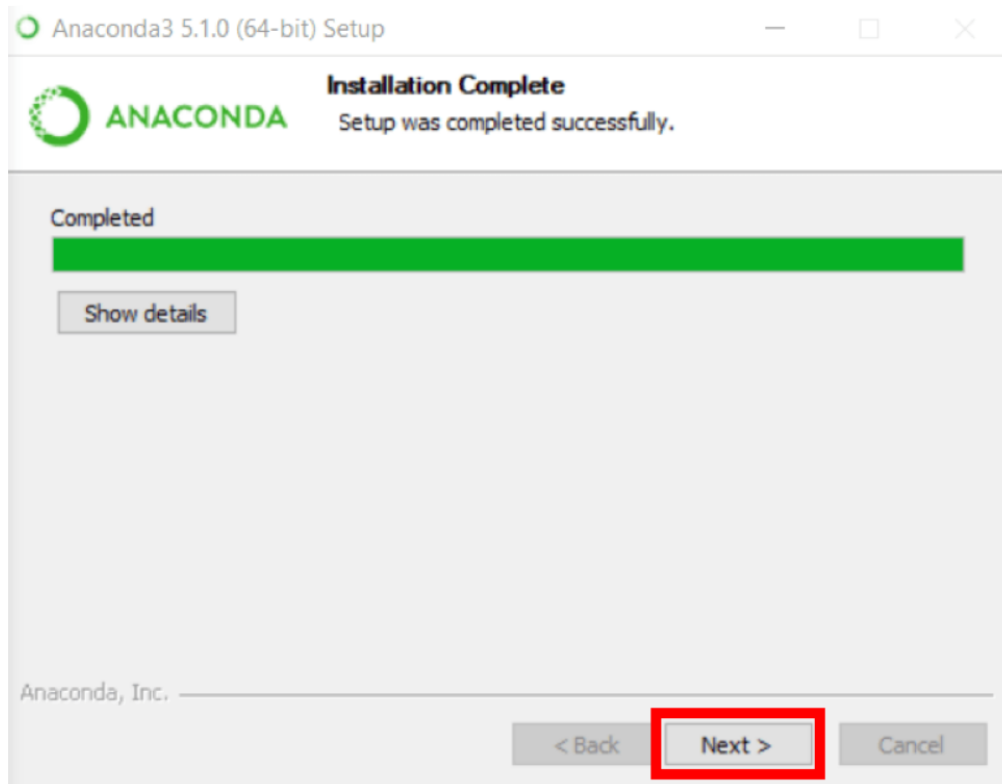 Anaconda3 5.1.0 (64-bit) Setup
ANACONDA
Installation Complete
Setup was completed successfully.
Completed
Show details
Anaconda, Inc.
< Back
Next >
Cancel